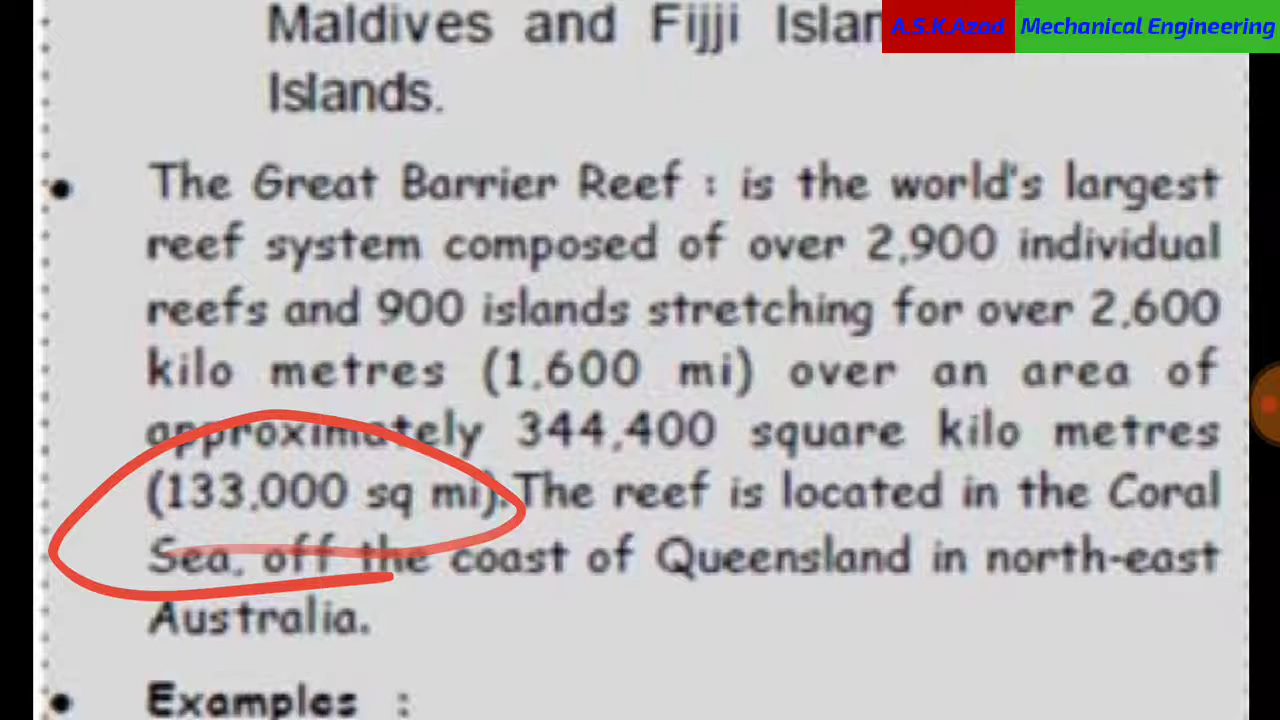 Maldives and Fijji
A.S.K.Azad Mechanical Engineering
Islands.
The Great Barrier Reef : is the world's largest
reef system composed of over 2,900 individual
reefs and 900 islands stretching for over 2,600
kilo metres (1,600 mi) over an area of
approximately 344,400 square kilo metres
(133,000 sq mi). The reef is located in the Coral
Sea, off the coast of Queensland in north-east
Australia.
Examples :